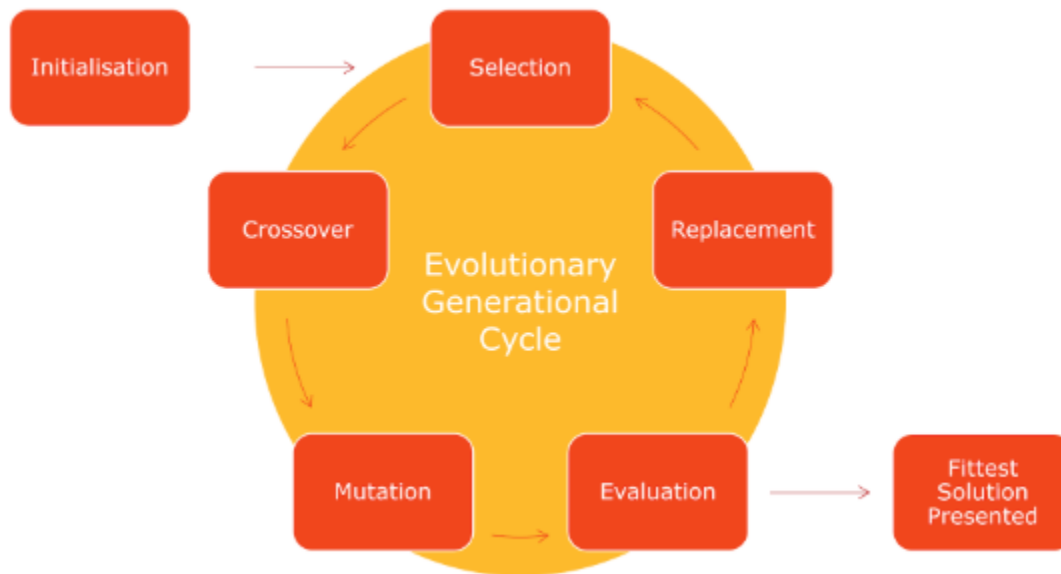 Initialisation
Selection
Crossover
Replacement
Evolutionary
Generational
Cycle
Mutation
Evaluation
Fittest
Solution
Presented